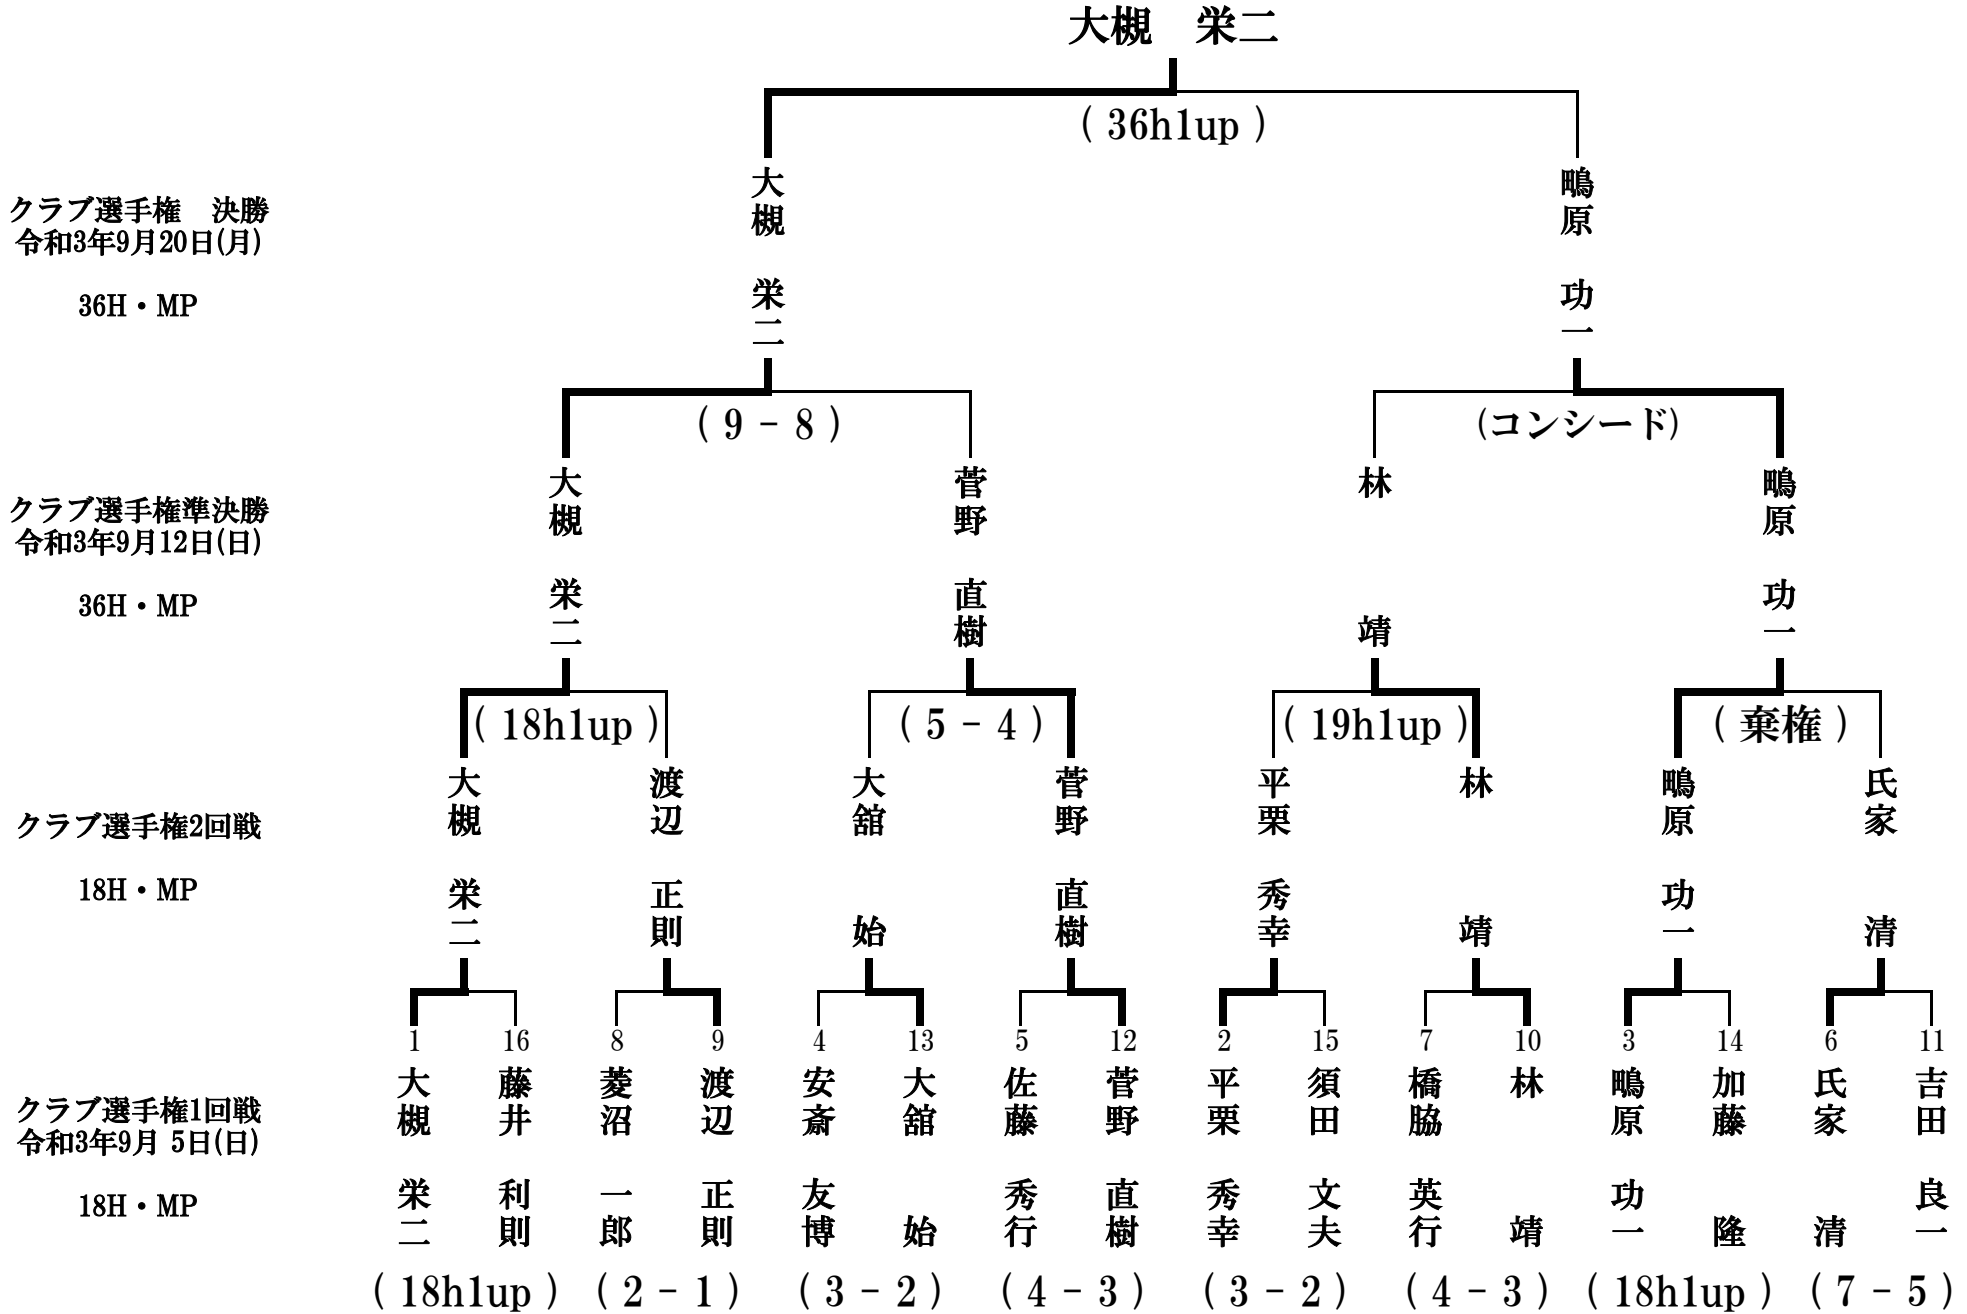 大槻　栄二
( 36h1up )
クラブ選手権　決勝
令和3年9月20日(月)
36H・MP
大槻　栄二
鴫原　功一
( 9 − 8 )
(コンシード)
クラブ選手権準決勝
令和3年9月12日(日)
36H・MP
大槻　栄二
菅野　直樹
林　靖
鴫原　功一
( 18h1up )
( 5 − 4 )
( 19h1up )
( 棄権 )
クラブ選手権2回戦
18H・MP
大槻　栄二
渡辺　正則
大舘　始
菅野　直樹
平栗　秀幸
林　靖
鴫原　功一
氏家　清
クラブ選手権1回戦
令和3年9月 5日(日)
18H・MP
1
大槻　栄二
16
藤井　利則
8
菱沼　一郎
9
渡辺　正則
4
安斎　友博
13
大舘　始
5
佐藤　秀行
12
菅野　直樹
2
平栗　秀幸
15
須田　文夫
7
橋脇　英行
10
林　靖
3
鴫原　功一
14
加藤　隆
6
氏家　清
11
吉田　良一
( 18h1up )
( 2 − 1 )
( 3 − 2 )
( 4 − 3 )
( 3 − 2 )
( 4 − 3 )
( 18h1up )
( 7 − 5 )